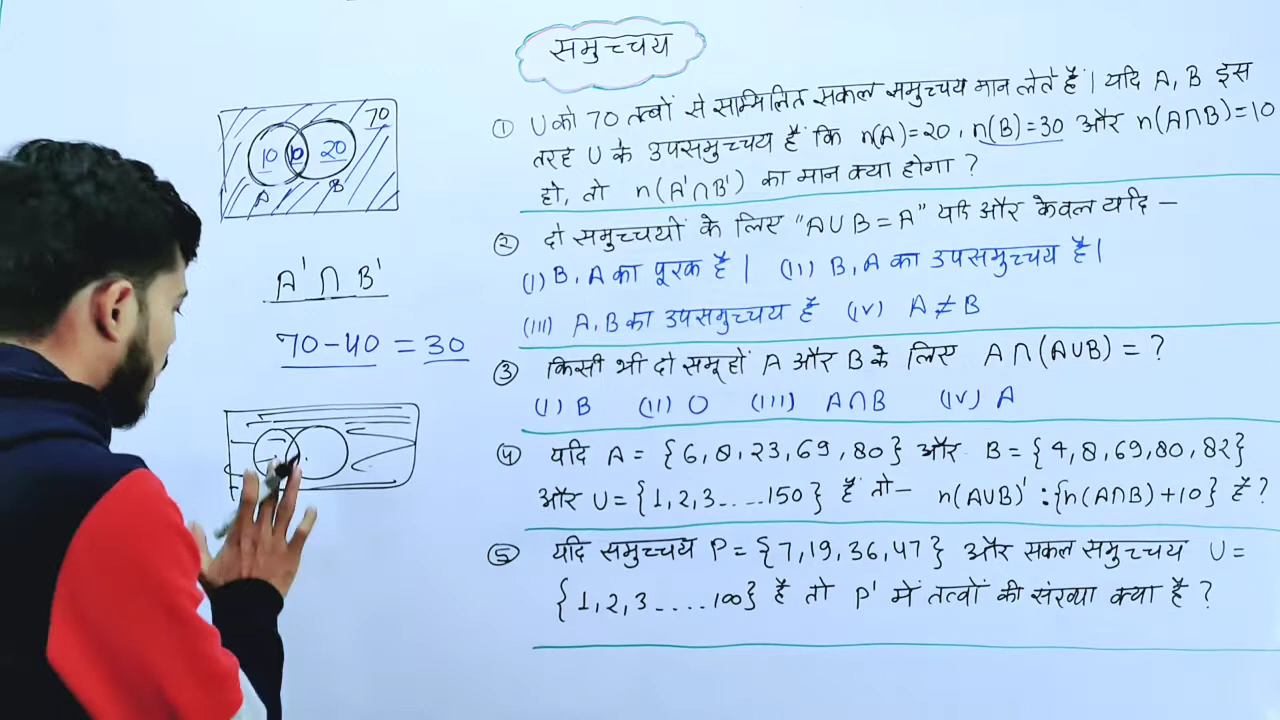 समुच्चय
① U को 70 तत्वों से सम्मिलित सकल समुच्चय मान लेते हैं। यदि A, B इस
तरह U के उपसमुच्चय हैं कि n(A)=20, n(B)=30 और n(A∩B)=10
हो, तो n(A'∩B') का मान क्या होगा ?
② दो समुच्चयों के लिए "A∪B=A" यदि और केवल यदि -
(i) B, A का पूरक है। (ii) B, A का उपसमुच्चय है।
(iii) A, B का उपसमुच्चय है (iv) A ≠ B
③ किसी भी दो समूहों A और B के लिए A∩(A∪B) = ?
(i) B (ii) O (iii) A∩B (iv) A
④ यदि A = {6, 8, 23, 69, 80} और B = {4, 8, 69, 80, 82}
और U = {1, 2, 3.....150} है तो- n(A∪B)' : {n(A∩B)+10} है ?
⑤ यदि समुच्चय P = {7, 19, 36, 47} और सकल समुच्चय U =
{1, 2, 3.....100} है तो P' में तत्वों की संख्या क्या है ?
70
10 10 20
A B
A' ∩ B'
70-40 = 30